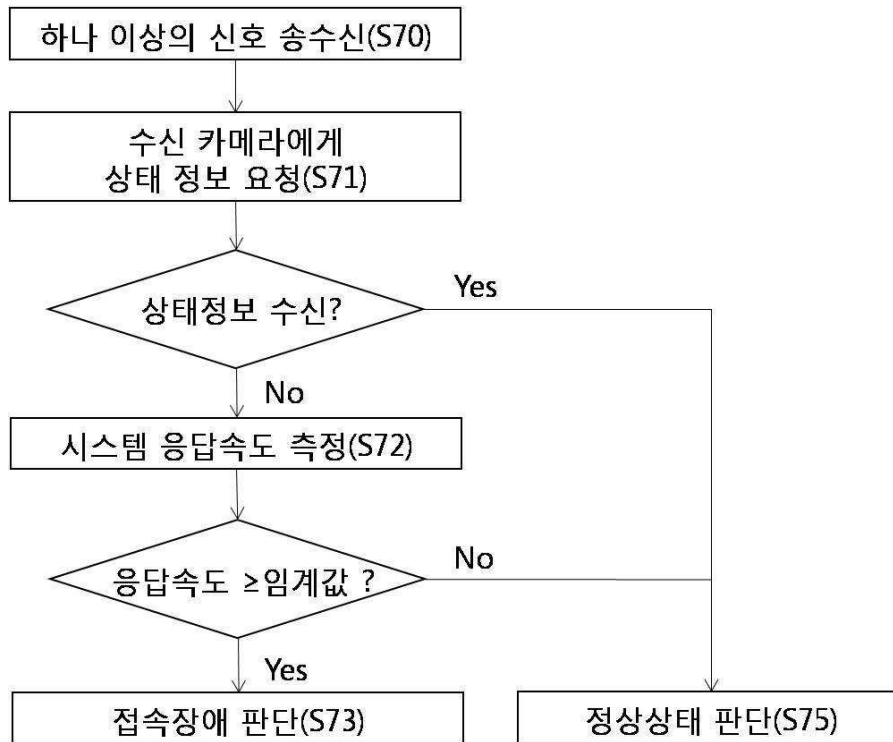 하나 이상의 신호 송수신(S70)
수신 카메라에게
상태 정보 요청(S71)
상태정보 수신?
Yes
No
시스템 응답속도 측정(S72)
응답속도 ≥임계값 ?
No
Yes
접속장애 판단(S73)
정상상태 판단(S75)